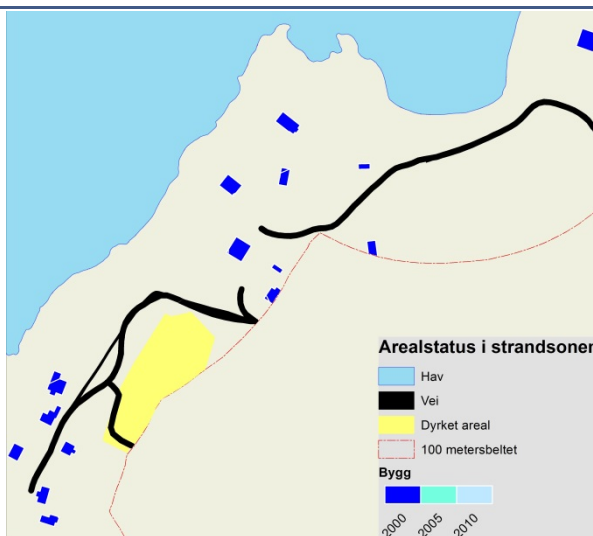 Arealstatus i strandsonen
Hav
Vei
Dyrket areal
100 metersbeltet
Bygg
2000 2005 2010